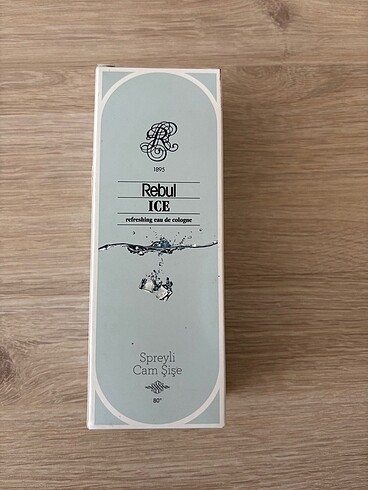 R
1895
Rebul
ICE
refreshing eau de cologne
Spreyli
Cam Şişe
80°